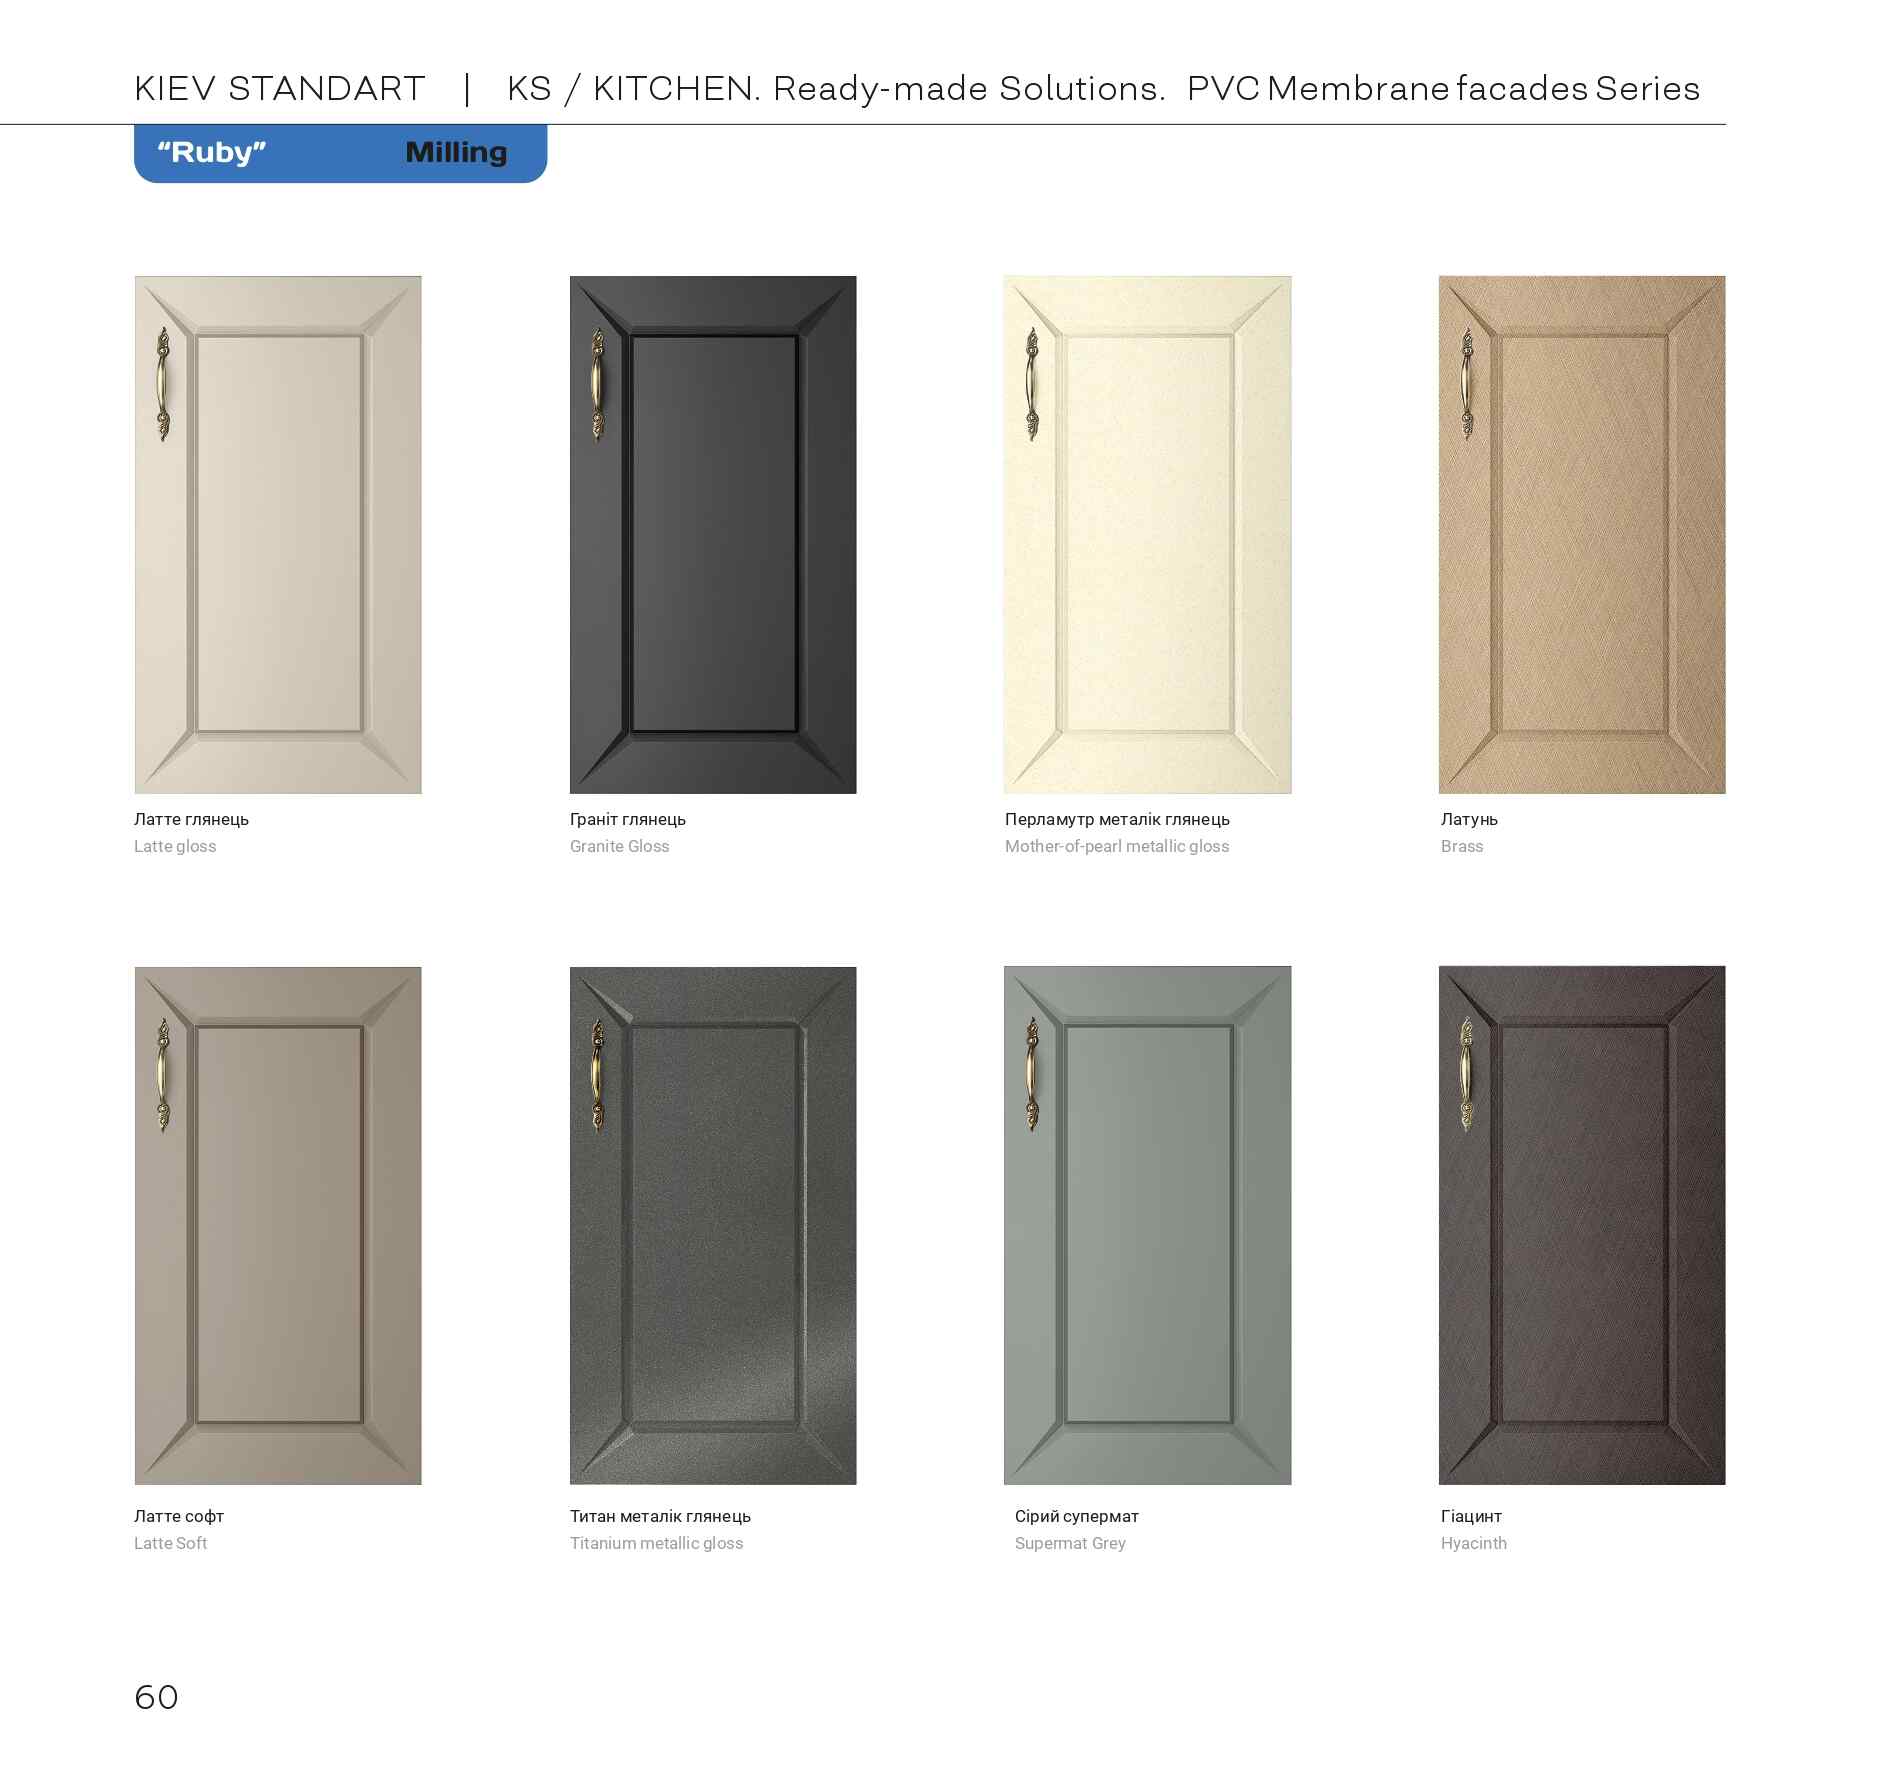 KIEV STANDART | KS / KITCHEN. Ready-made Solutions. PVC Membrane facades Series
“Ruby” Milling
Латте глянець
Latte gloss
Граніт глянець
Granite Gloss
Перламутр металік глянець
Mother-of-pearl metallic gloss
Латунь
Brass
Латте софт
Latte Soft
Титан металік глянець
Titanium metallic gloss
Сірий супермат
Supermat Grey
Гіацинт
Hyacinth
60